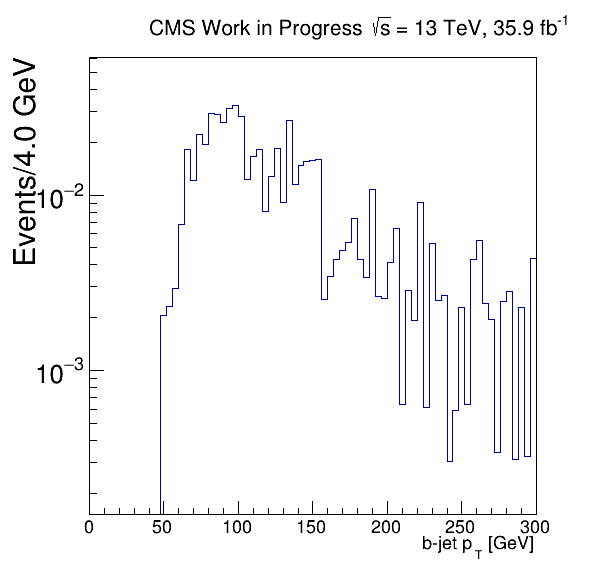 CMS Work in Progress √s = 13 TeV, 35.9 fb⁻¹
Events/4.0 GeV
10⁻²
10⁻³
0 50 100 150 200 250 300
b-jet p_T [GeV]